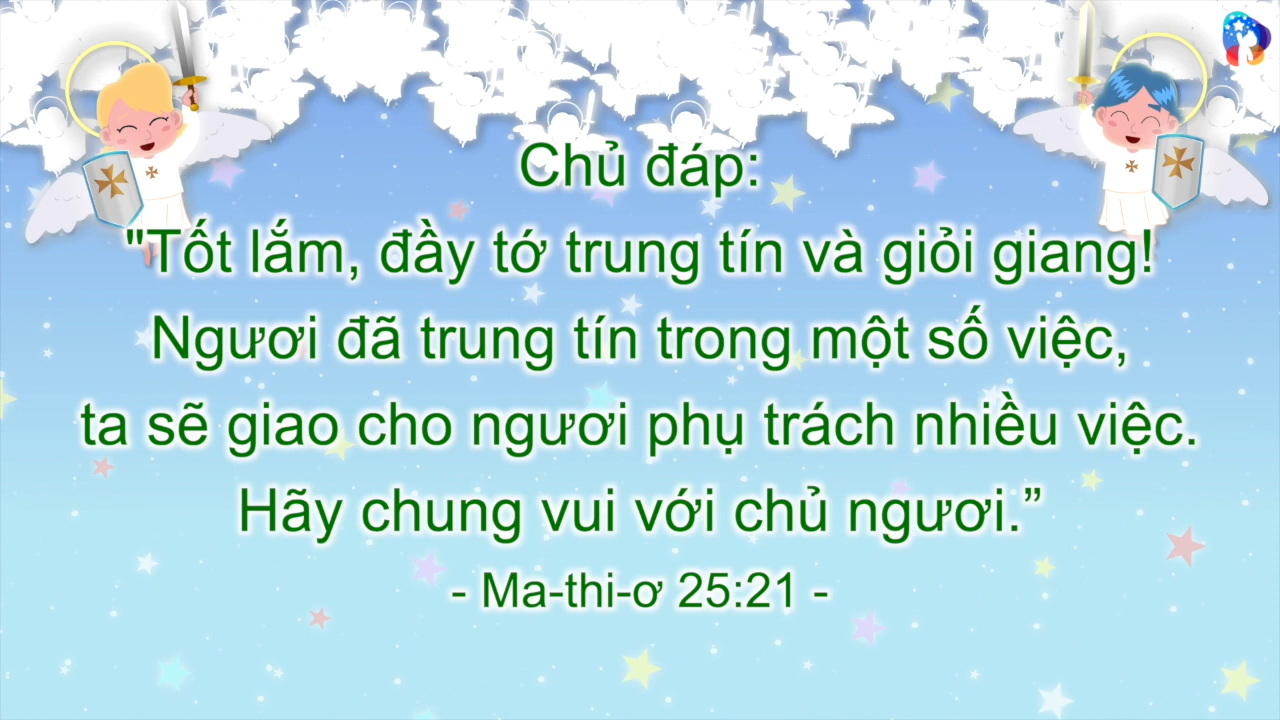 Chủ đáp:
"Tốt lắm, đầy tớ trung tín và giỏi giang!
Ngươi đã trung tín trong một số việc,
ta sẽ giao cho ngươi phụ trách nhiều việc.
Hãy chung vui với chủ ngươi.”
- Ma-thi-ơ 25:21 -